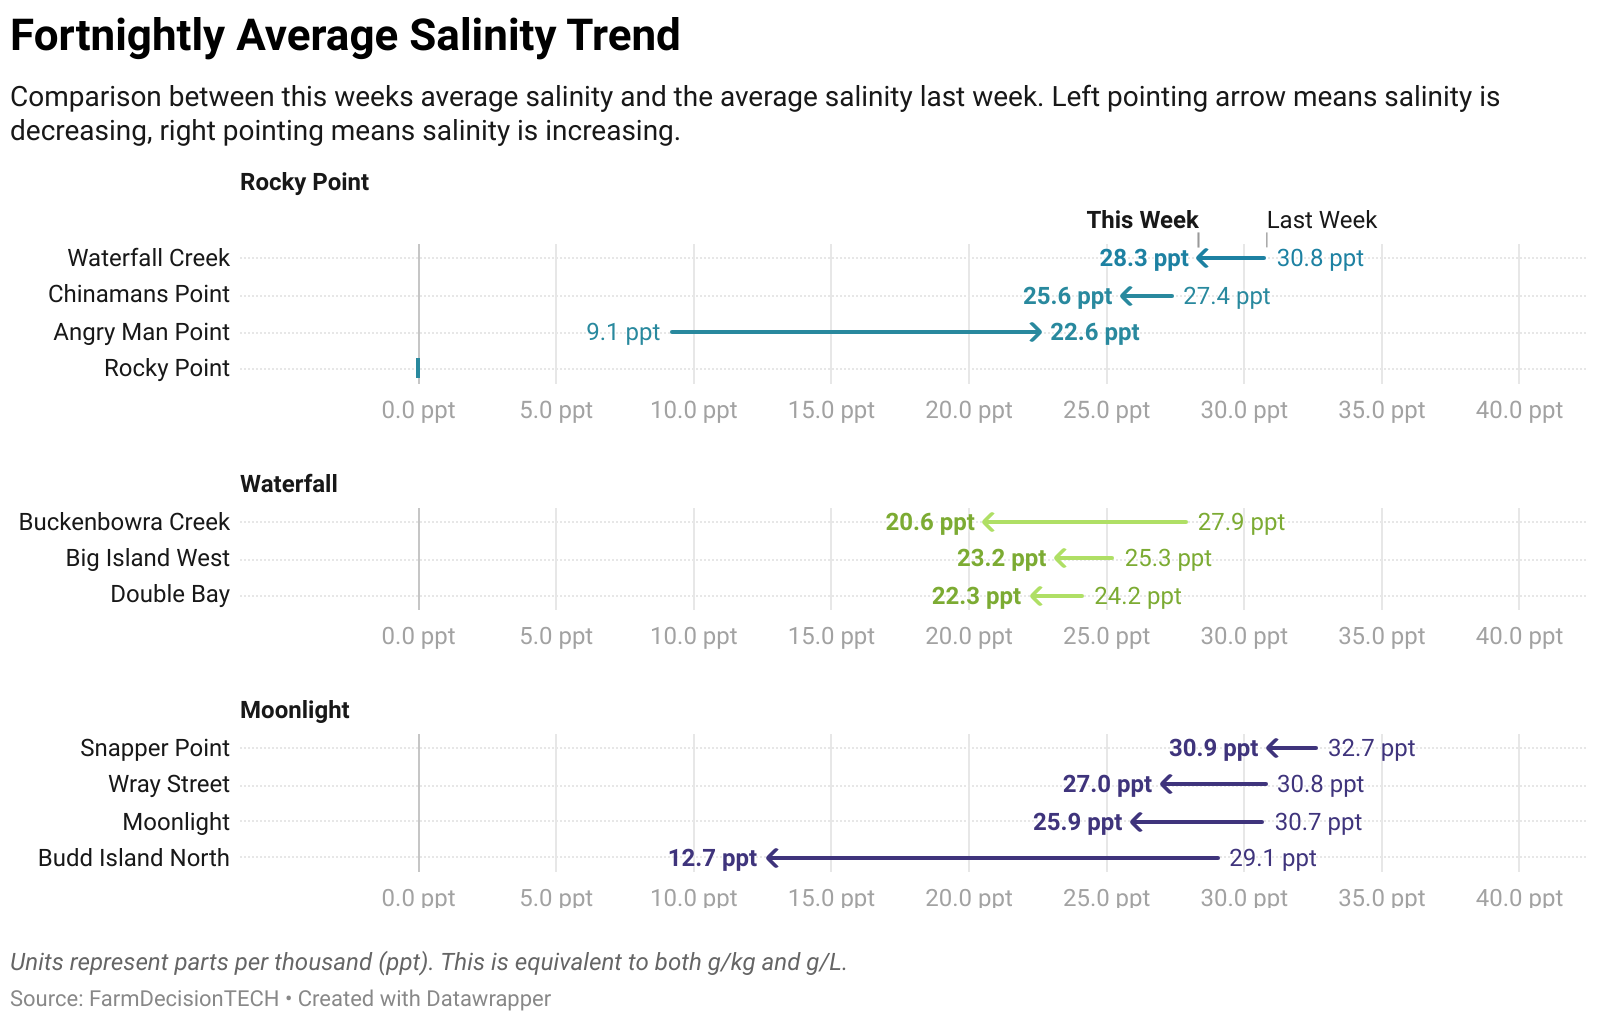 Fortnightly Average Salinity Trend
Comparison between this weeks average salinity and the average salinity last week. Left pointing arrow means salinity is
decreasing, right pointing means salinity is increasing.
Rocky Point
This Week Last Week
Waterfall Creek 28.3 ppt 30.8 ppt
Chinamans Point 25.6 ppt 27.4 ppt
Angry Man Point 9.1 ppt 22.6 ppt
Rocky Point
0.0 ppt 5.0 ppt 10.0 ppt 15.0 ppt 20.0 ppt 25.0 ppt 30.0 ppt 35.0 ppt 40.0 ppt
Waterfall
Buckenbowra Creek 20.6 ppt 27.9 ppt
Big Island West 23.2 ppt 25.3 ppt
Double Bay 22.3 ppt 24.2 ppt
0.0 ppt 5.0 ppt 10.0 ppt 15.0 ppt 20.0 ppt 25.0 ppt 30.0 ppt 35.0 ppt 40.0 ppt
Moonlight
Snapper Point 30.9 ppt 32.7 ppt
Wray Street 27.0 ppt 30.8 ppt
Moonlight 25.9 ppt 30.7 ppt
Budd Island North 12.7 ppt 29.1 ppt
0.0 ppt 5.0 ppt 10.0 ppt 15.0 ppt 20.0 ppt 25.0 ppt 30.0 ppt 35.0 ppt 40.0 ppt
Units represent parts per thousand (ppt). This is equivalent to both g/kg and g/L.
Source: FarmDecisionTECH • Created with Datawrapper